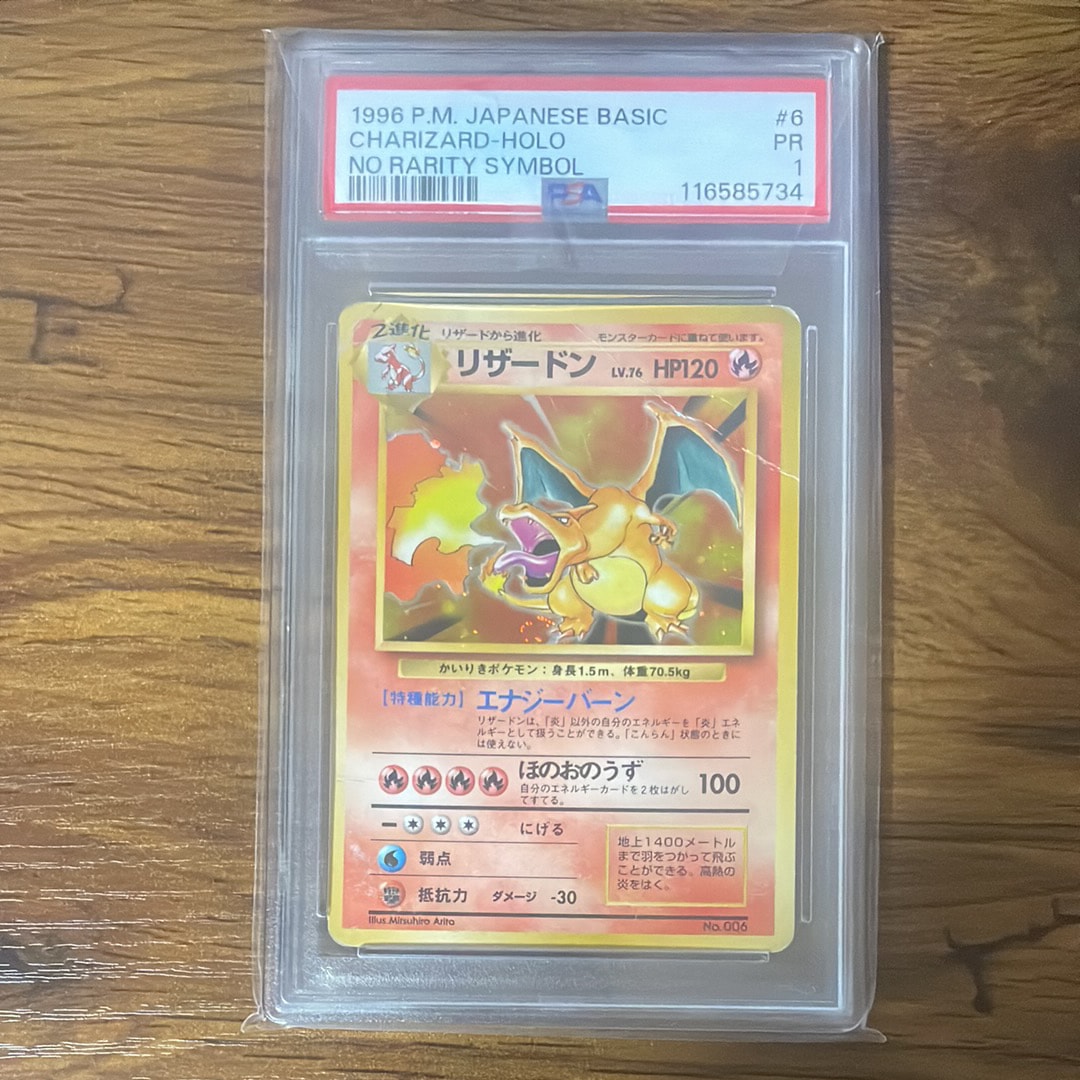 1996 P.M. JAPANESE BASIC #6
CHARIZARD-HOLO PR
NO RARITY SYMBOL 1
PSA 116585734
2進化 リザードから進化 モンスターカードに重ねて使います。
リザードン LV.76 HP120
かいりきポケモン：身長1.5m、体重70.5kg
【特種能力】エナジーバーン
リザードンは、「炎」以外の自分のエネルギーを「炎」エネ
ルギーとして扱うことができる。「こんらん」状態のときに
は使えない。
ほのおのうず 100
自分のエネルギーカードを2枚はがし
てすてる。
にげる
弱点
抵抗力 ダメージ -30
地上1400メートル
まで羽をつかって飛ぶ
ことができる。高熱の
炎をはく。
Illus.Mitsuhiro Arita No.006